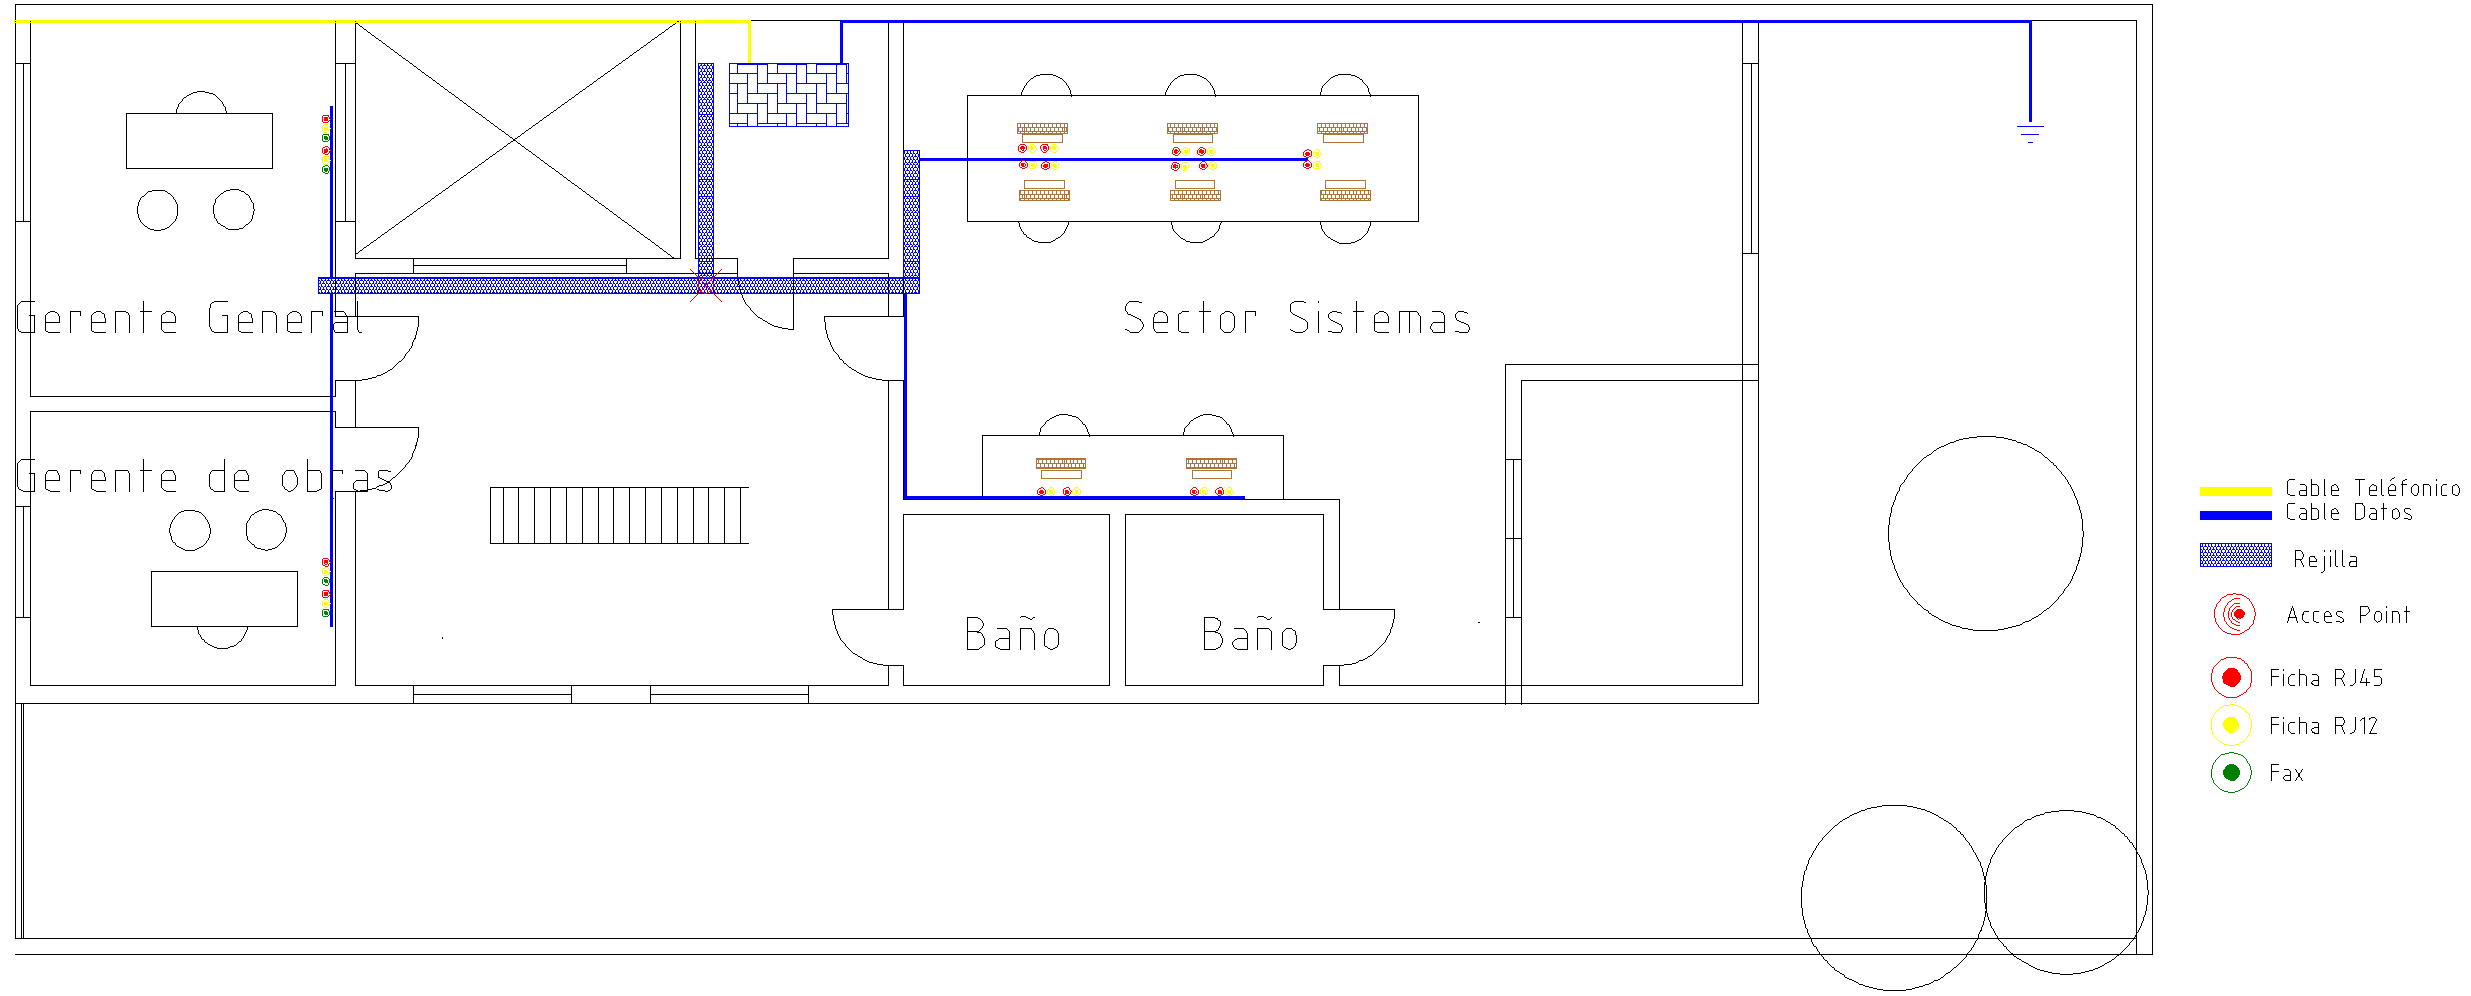 Gerente General
Sector Sistemas
Gerente de obras
Baño
Baño
Cable Teléfonico
Cable Datos
Rejilla
Acces Point
Ficha RJ45
Ficha RJ12
Fax